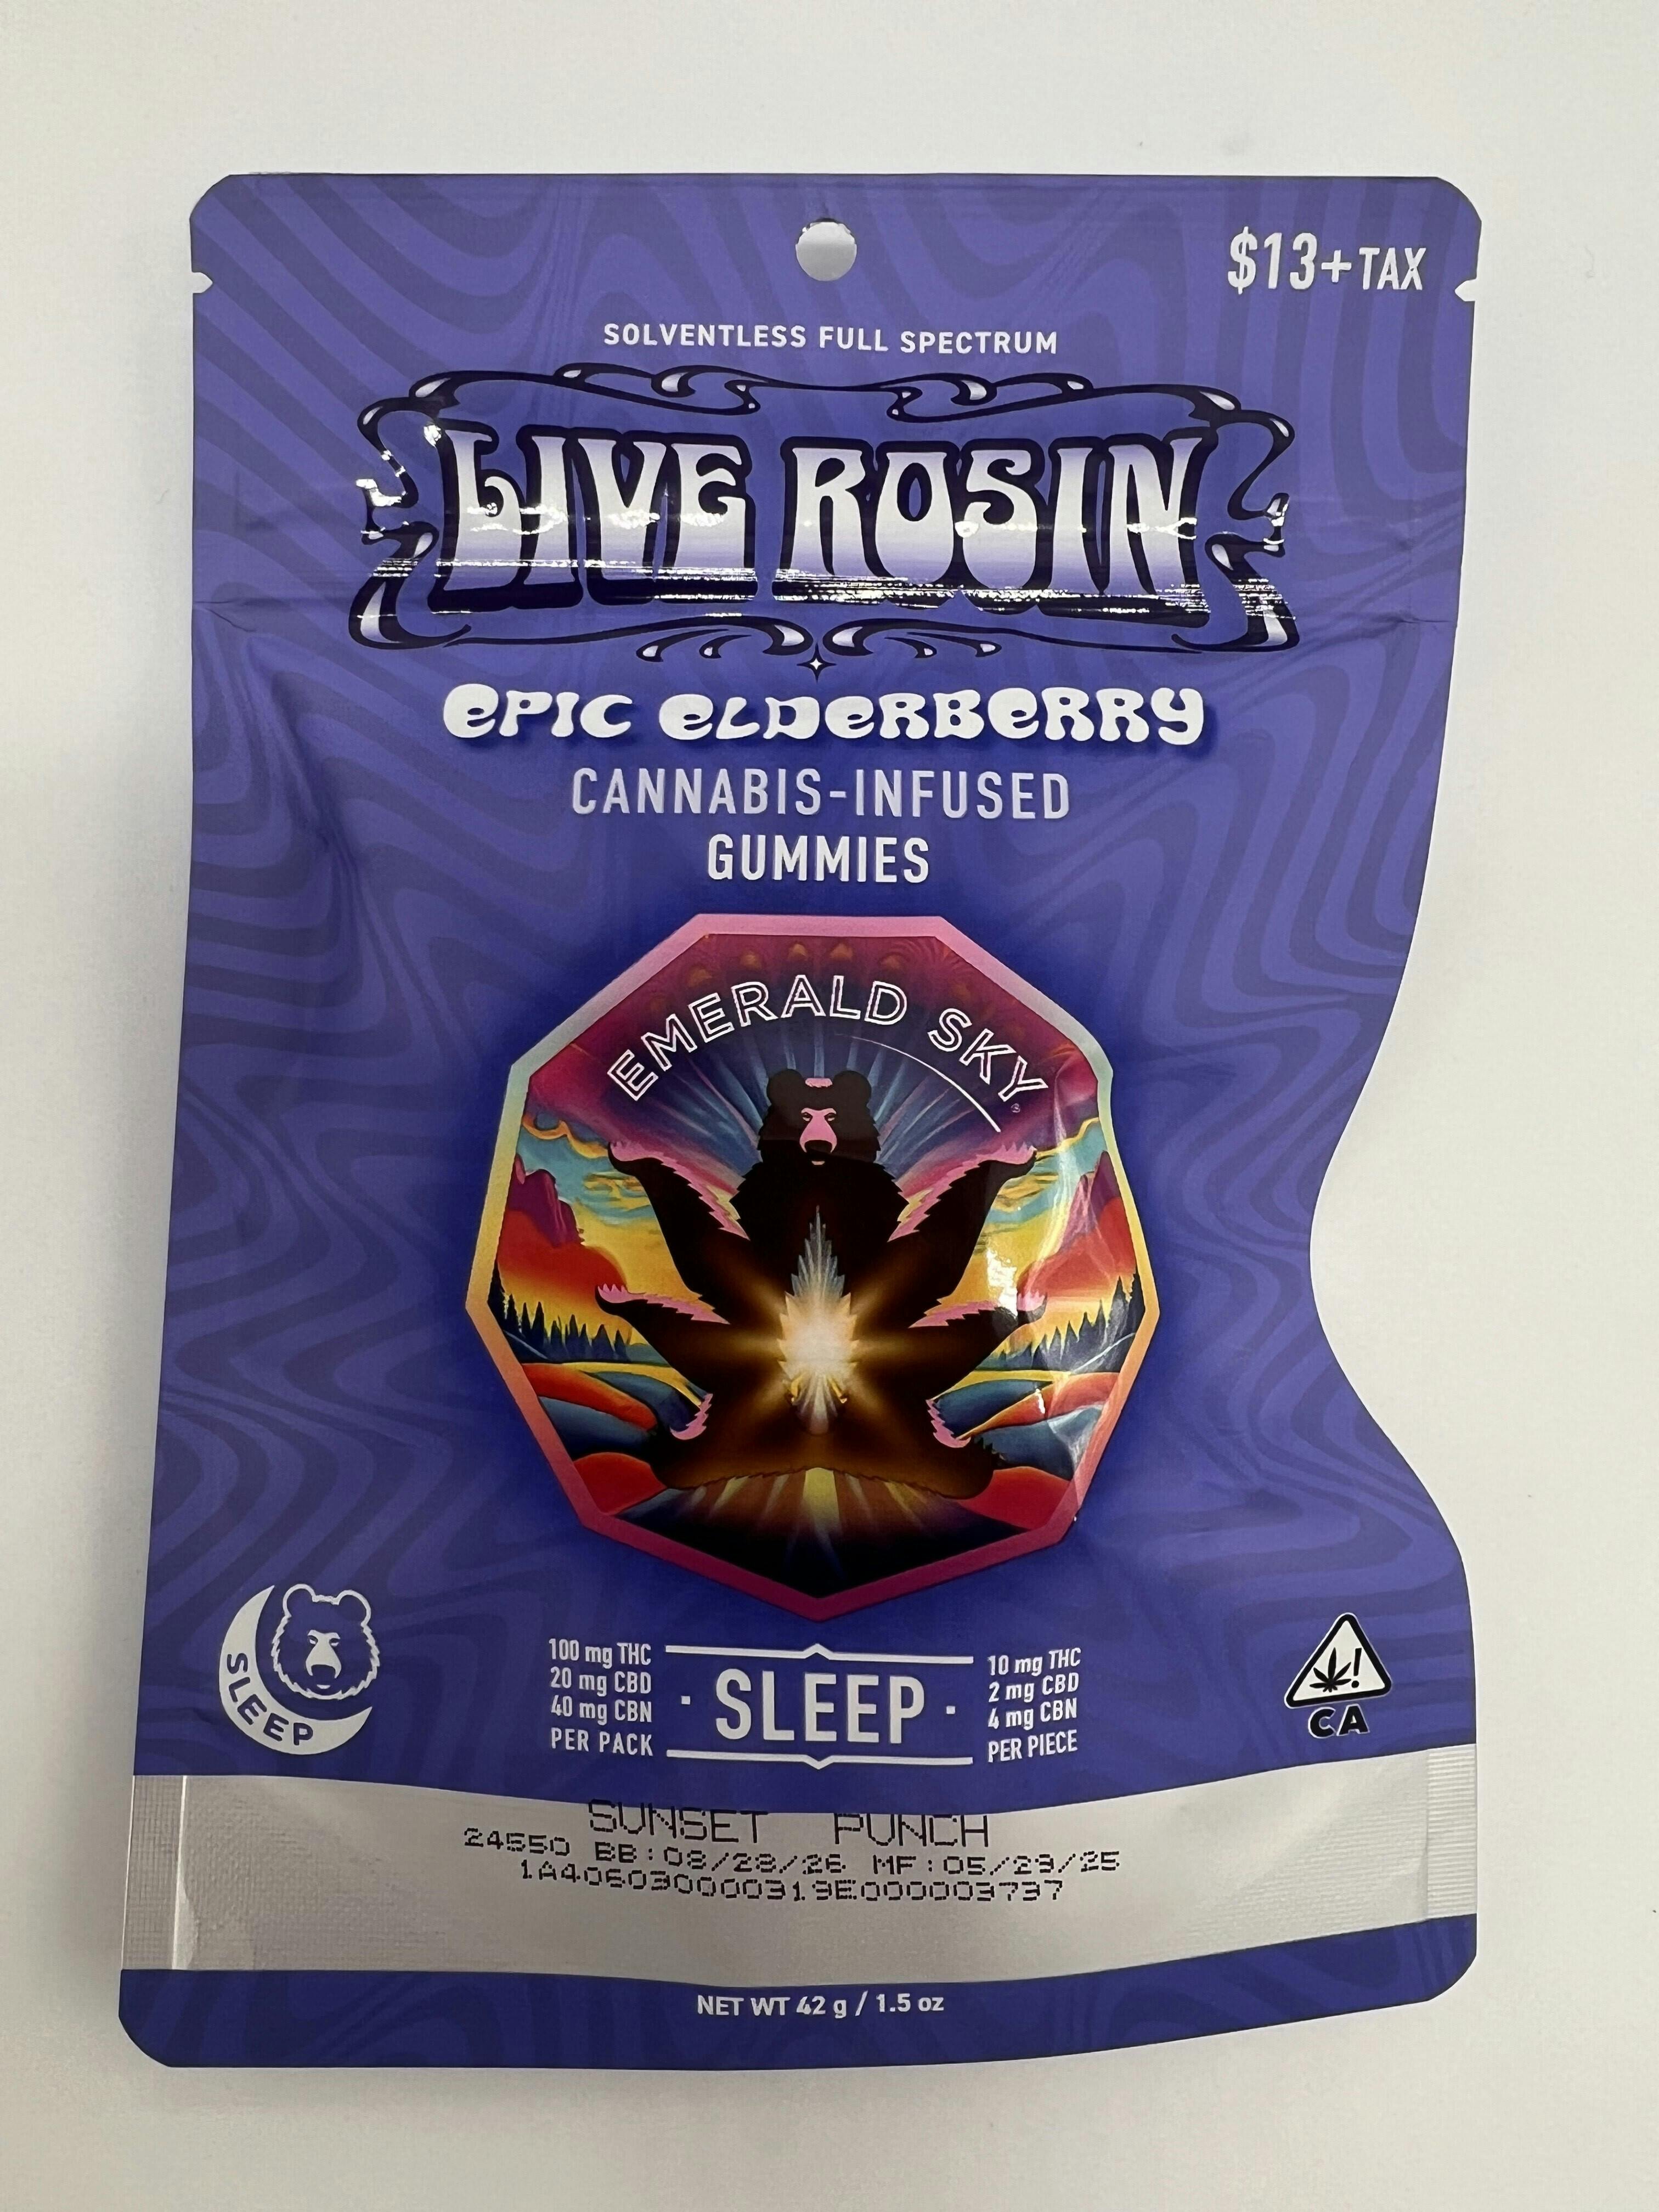 $13+TAX
SOLVENTLESS FULL SPECTRUM
LIVE ROSIN
EPIC ELDERBERRY
CANNABIS-INFUSED
GUMMIES
EMERALD SKY
SLEEP
100 mg THC
20 mg CBD
40 mg CBN
PER PACK
· SLEEP ·
10 mg THC
2 mg CBD
4 mg CBN
PER PIECE
CA
SUNSET PUNCH
24550 BB:08/28/26 MF:05/29/25
1A406030000319E000003737
NET WT 42 g / 1.5 oz